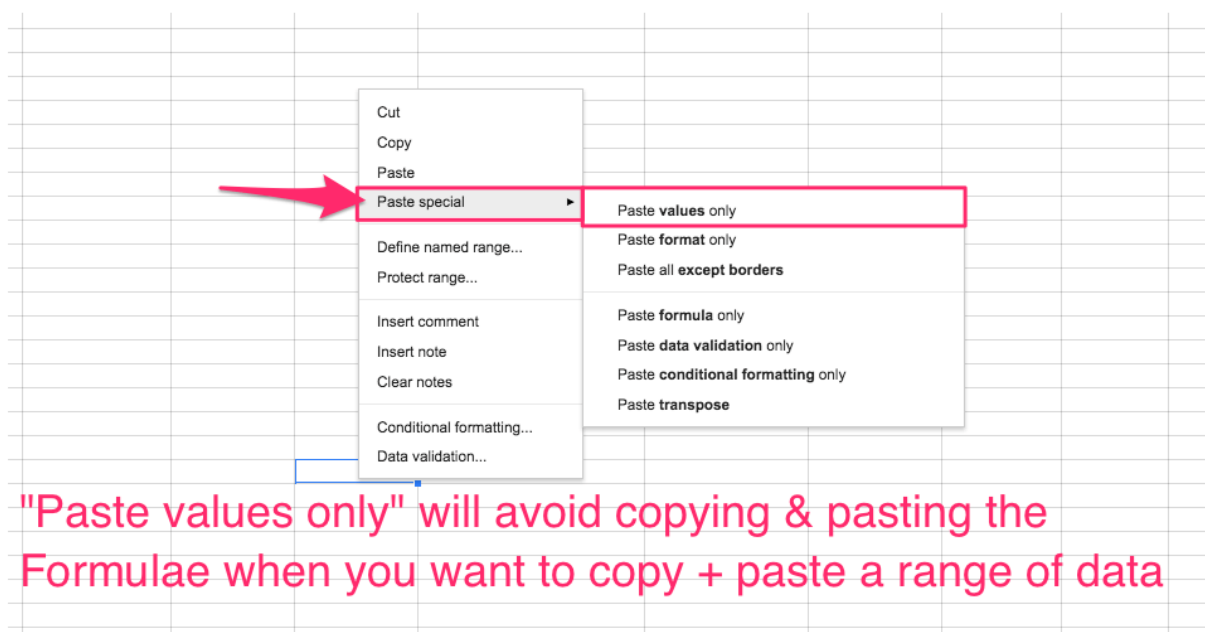 Cut
Copy
Paste
Paste special
Paste values only
Paste format only
Paste all except borders
Define named range...
Protect range...
Paste formula only
Insert comment
Paste data validation only
Insert note
Paste conditional formatting only
Clear notes
Paste transpose
Conditional formatting...
Data validation...
"Paste values only" will avoid copying & pasting the
Formulae when you want to copy + paste a range of data